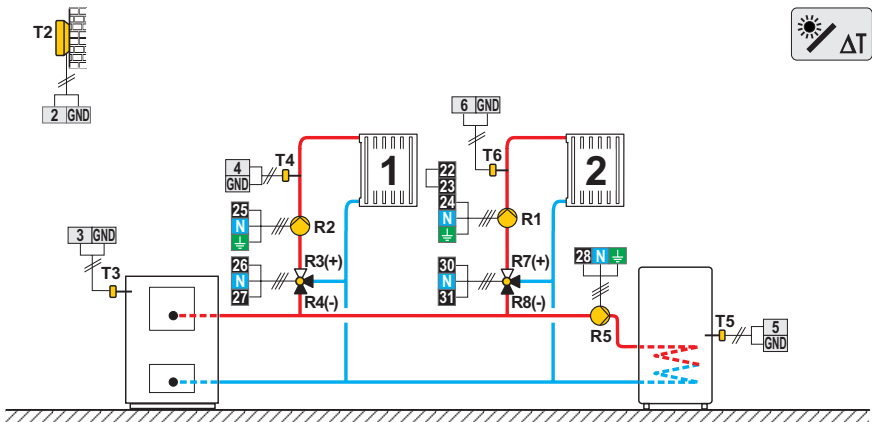 T2
2 GND
ΔT
6 GND
4
GND
T4
1
22
23
24
N
T6
2
25
N
R2
R1
3 GND
T3
26
N
27
R3(+)
R4(-)
30
N
31
R7(+)
R8(-)
28 N
R5
T5
5
GND